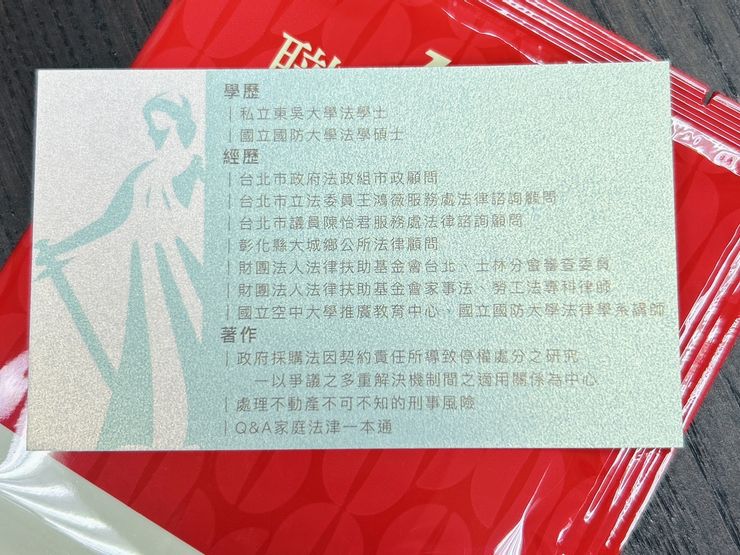 職
學歷
｜私立東吳大學法學士
｜國立國防大學法學碩士
經歷
｜台北市政府法政組市政顧問
｜台北市立法委員王鴻薇服務處法律諮詢顧問
｜台北市議員陳怡君服務處法律諮詢顧問
｜彰化縣大城鄉公所法律顧問
｜財團法人法律扶助基金會台北、士林分會審查委員
｜財團法人法律扶助基金會家事法、勞工法專科律師
｜國立空中大學推廣教育中心、國立國防大學法律學系講師
著作
｜政府採購法因契約責任所導致停權處分之研究
—以爭議之多重解決機制間之適用關係為中心
｜處理不動產不可不知的刑事風險
｜Q&A家庭法津一本通